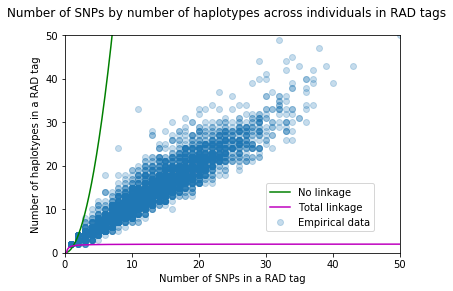 Number of SNPs by number of haplotypes across individuals in RAD tags
Number of haplotypes in a RAD tag
50
40
30
20
10
0
0 10 20 30 40 50
Number of SNPs in a RAD tag
No linkage
Total linkage
Empirical data